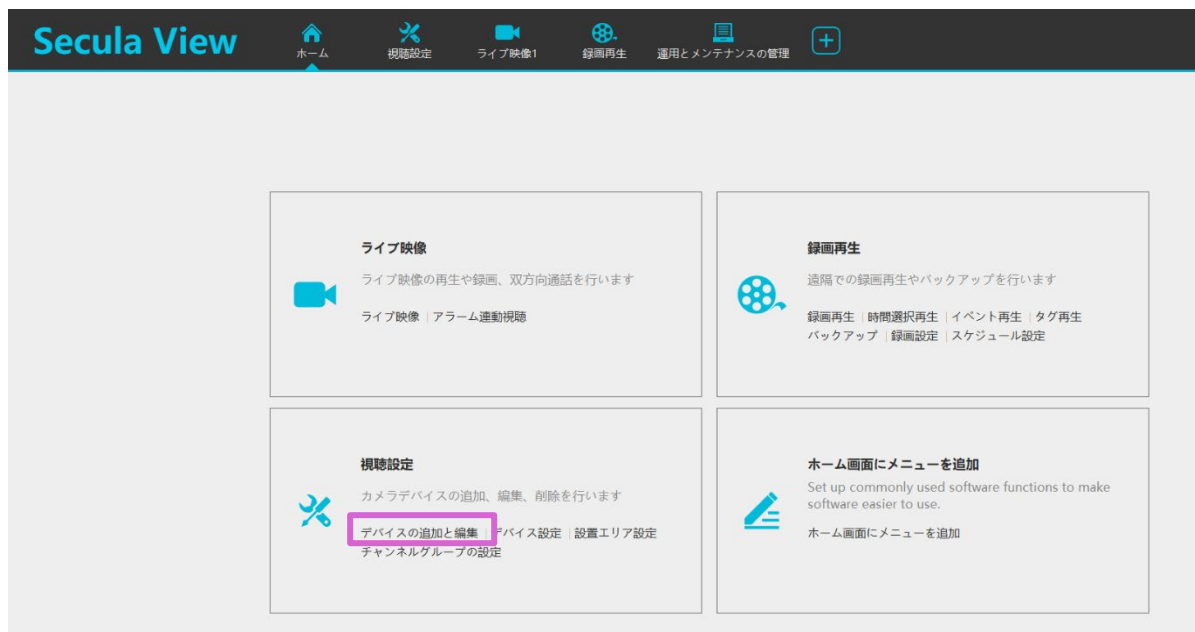 Secula View
ホーム
視聴設定
ライブ映像1
録画再生
運用とメンテナンスの管理
ライブ映像
ライブ映像の再生や録画、双方向通話を行います
ライブ映像 | アラーム連動視聴
録画再生
遠隔での録画再生やバックアップを行います
録画再生 | 時間選択再生 | イベント再生 | タグ再生
バックアップ | 録画設定 | スケジュール設定
視聴設定
カメラデバイスの追加、編集、削除を行います
デバイスの追加と編集 | デバイス設定 | 設置エリア設定
チャンネルグループの設定
ホーム画面にメニューを追加
Set up commonly used software functions to make
software easier to use.
ホーム画面にメニューを追加